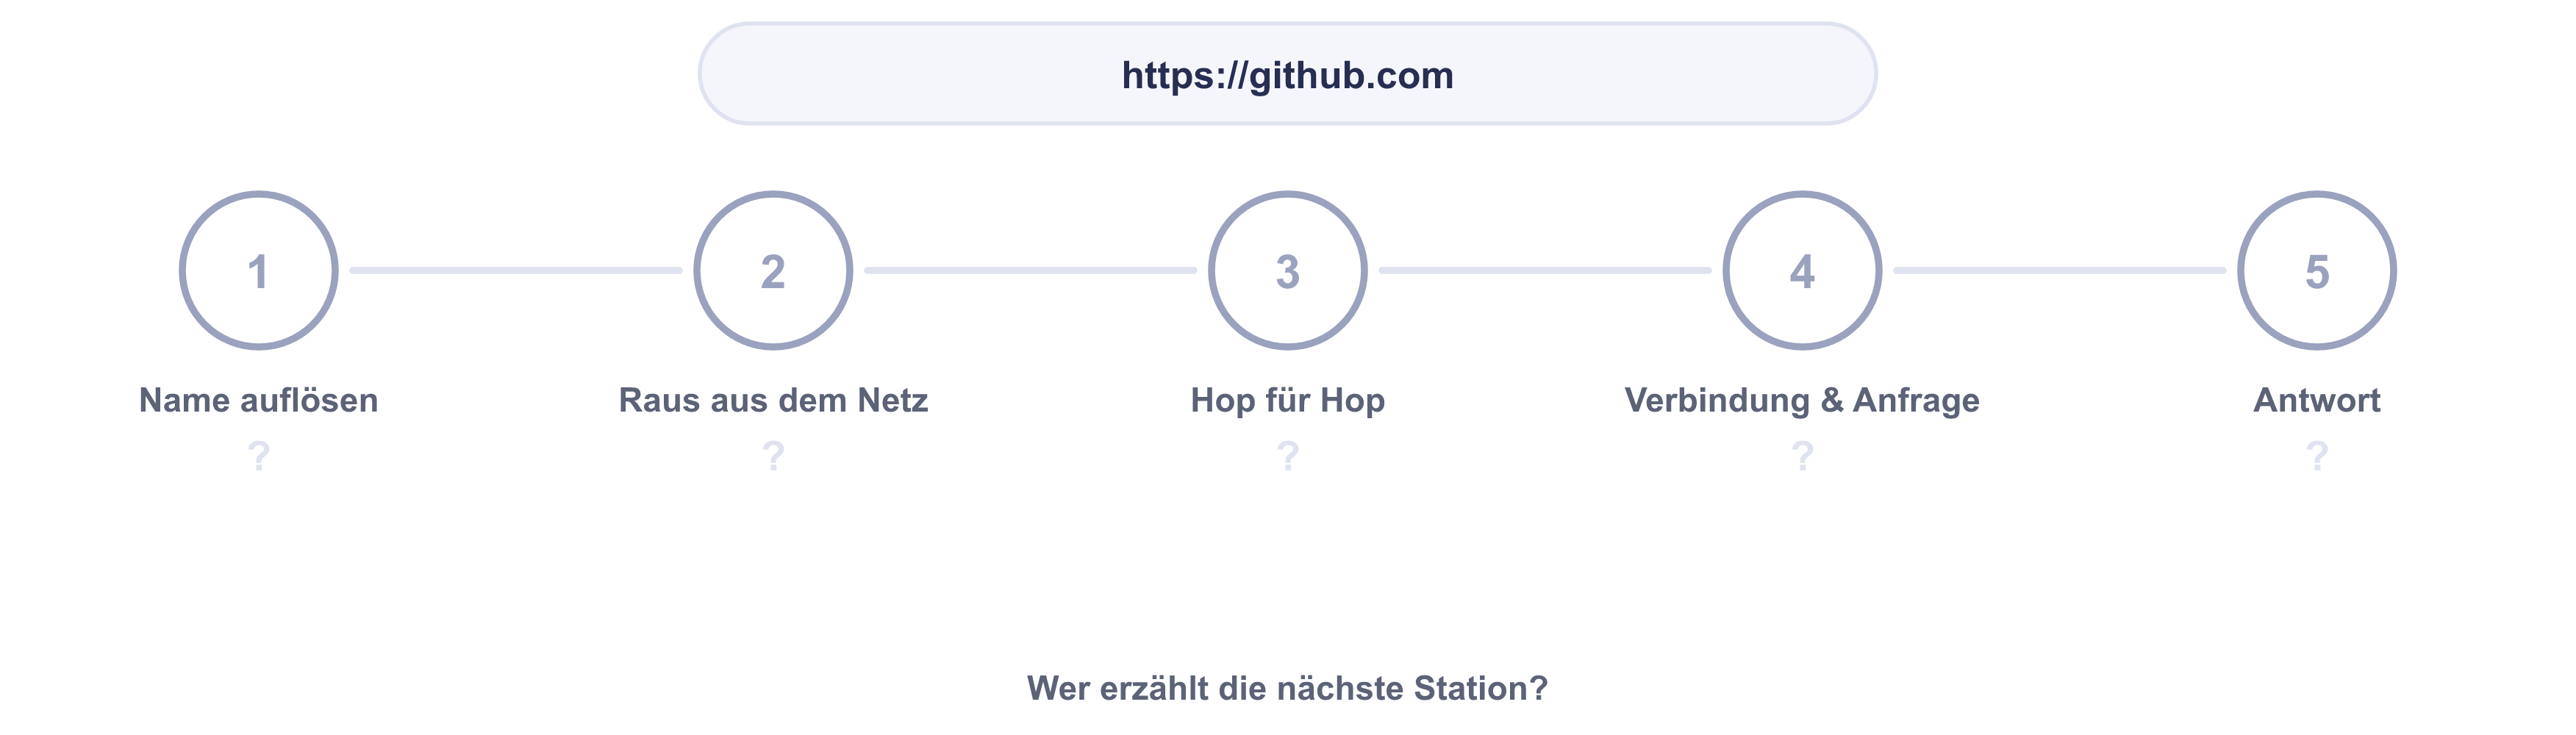 https://github.com
1 2 3 4 5
Name auflösen Raus aus dem Netz Hop für Hop Verbindung & Anfrage Antwort
? ? ? ? ?
Wer erzählt die nächste Station?